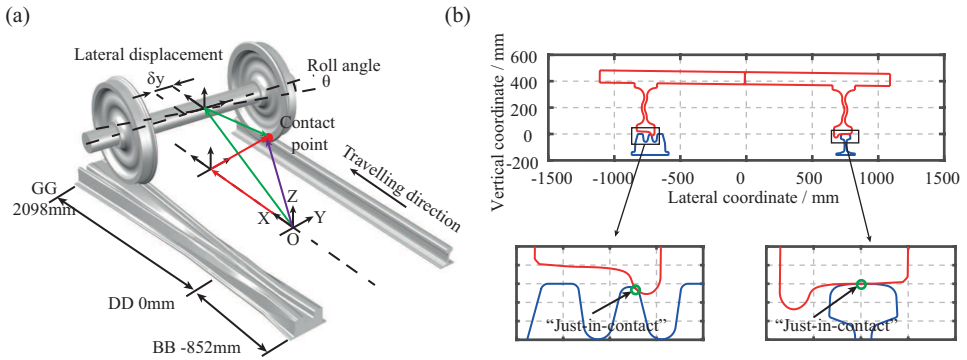 (a)
Lateral displacement
δy
Roll angle
θ
Contact
point
Travelling direction
GG
2098mm
X
Z
Y
O
DD 0mm
BB -852mm
(b)
Vertical coordinate / mm
600
400
200
0
-200
-1500
-1000
-500
0
500
1000
1500
Lateral coordinate / mm
“Just-in-contact”
“Just-in-contact”